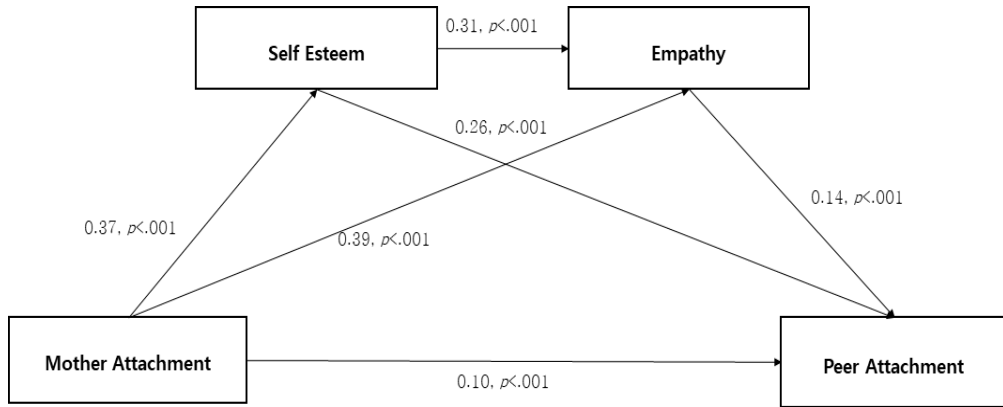 0.31, p<.001
Self Esteem
Empathy
0.26, p<.001
0.14, p<.001
0.37, p<.001
0.39, p<.001
Mother Attachment
Peer Attachment
0.10, p<.001